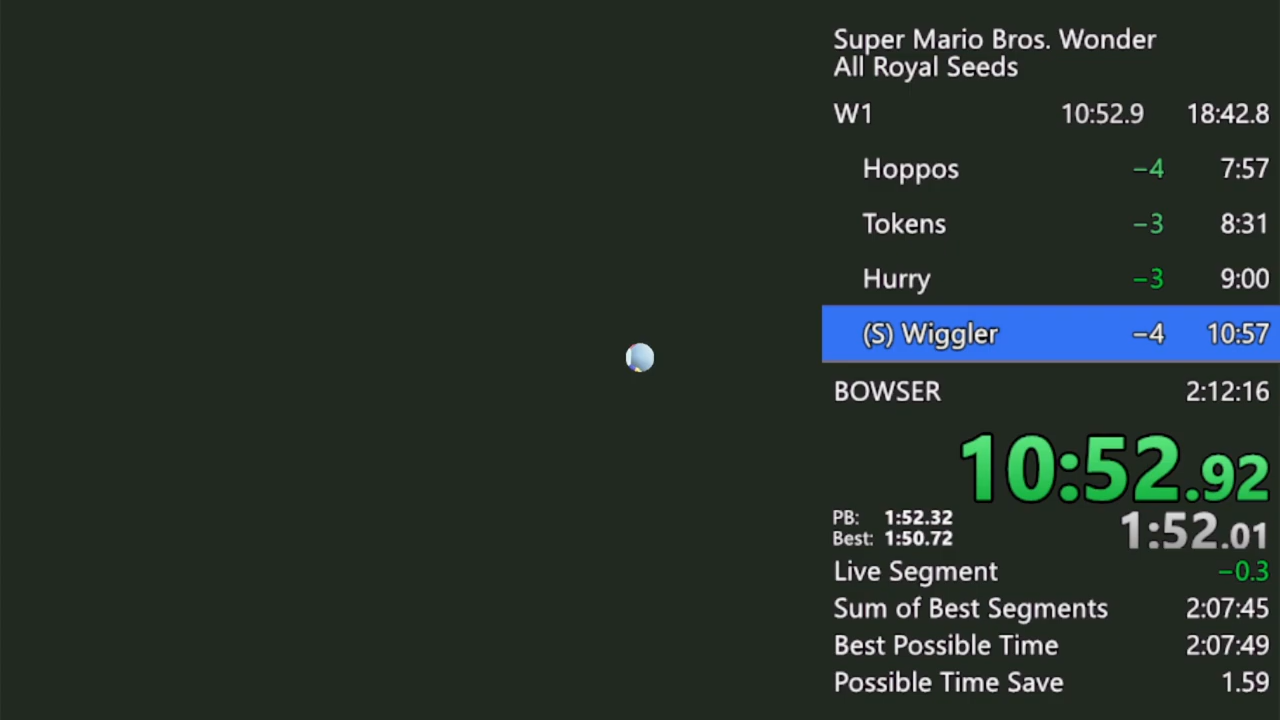 Super Mario Bros. Wonder
All Royal Seeds
W1 10:52.9 18:42.8
Hoppos −4 7:57
Tokens −3 8:31
Hurry −3 9:00
(S) Wiggler −4 10:57
BOWSER 2:12:16
10:52.92
PB: 1:52.32
Best: 1:50.72
1:52.01
Live Segment −0.3
Sum of Best Segments 2:07:45
Best Possible Time 2:07:49
Possible Time Save 1.59